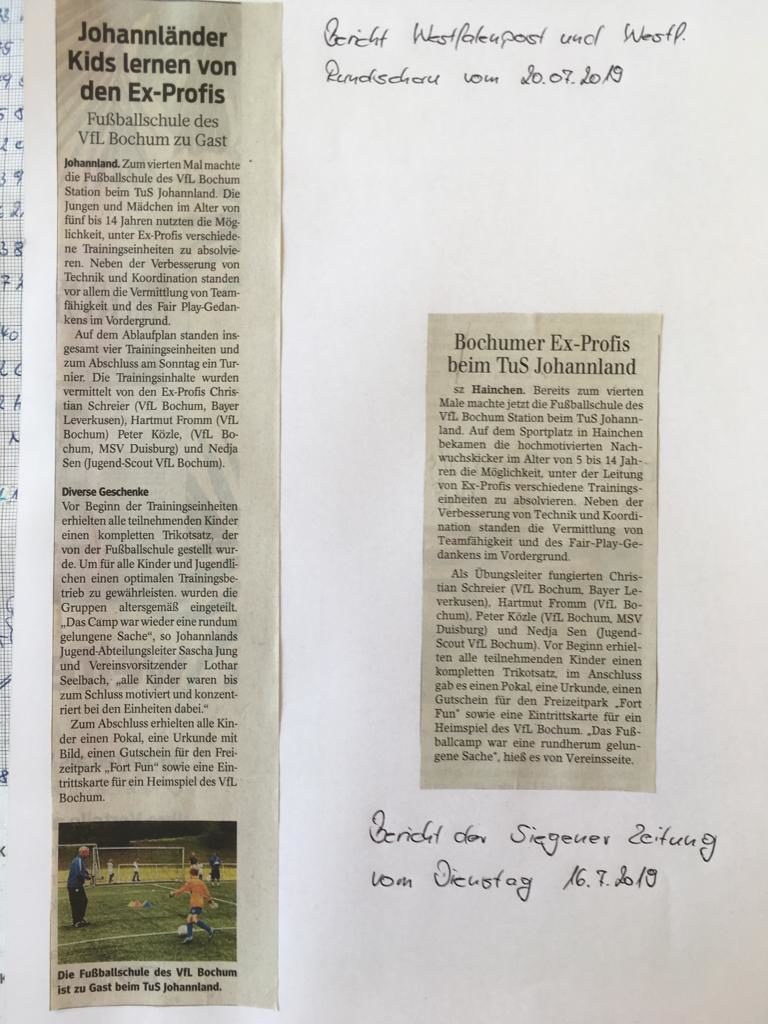 Johannländer
Kids lernen von
den Ex-Profis
Fußballschule des
VfL Bochum zu Gast
Johannland. Zum vierten Mal machte
die Fußballschule des VfL Bochum
Station beim TuS Johannland. Die
Jungen und Mädchen im Alter von
fünf bis 14 Jahren nutzten die Mög-
lichkeit, unter Ex-Profis verschiede-
ne Trainingseinheiten zu absolvie-
ren. Neben der Verbesserung von
Technik und Koordination standen
vor allem die Vermittlung von Team-
fähigkeit und des Fair Play-Gedan-
kens im Vordergrund.
Auf dem Ablaufplan standen ins-
gesamt vier Trainingseinheiten und
zum Abschluss am Sonntag ein Tur-
nier. Die Trainingsinhalte wurden
vermittelt von den Ex-Profis Chris-
tian Schreier (VfL Bochum, Bayer
Leverkusen), Hartmut Fromm (VfL
Bochum) Peter Közle, (VfL Bo-
chum, MSV Duisburg) und Nedja
Sen (Jugend-Scout VfL Bochum).
Diverse Geschenke
Vor Beginn der Trainingseinheiten
erhielten alle teilnehmenden Kinder
einen kompletten Trikotsatz, der
von der Fußballschule gestellt wur-
de. Um für alle Kinder und Jugendli-
chen einen optimalen Trainingsbe-
trieb zu gewährleisten. wurden die
Gruppen altersgemäß eingeteilt.
„Das Camp war wieder eine rundum
gelungene Sache“, so Johannlands
Jugend-Abteilungsleiter Sascha Jung
und Vereinsvorsitzender Lothar
Seelbach, „alle Kinder waren bis
zum Schluss motiviert und konzent-
riert bei den Einheiten dabei.“
Zum Abschluss erhielten alle Kin-
der einen Pokal, eine Urkunde mit
Bild, einen Gutschein für den Frei-
zeitpark „Fort Fun“ sowie eine Ein-
trittskarte für ein Heimspiel des VfL
Bochum.
Die Fußballschule des VfL Bochum
ist zu Gast beim TuS Johannland.
Bericht Westfalenpost und Westf.
Rundschau vom 20.07.2019
Bochumer Ex-Profis
beim TuS Johannland
sz Hainchen. Bereits zum vierten
Male machte jetzt die Fußballschule des
VfL Bochum Station beim TuS Johann-
land. Auf dem Sportplatz in Hainchen
bekamen die hochmotivierten Nach-
wuchskicker im Alter von 5 bis 14 Jah-
ren die Möglichkeit, unter der Leitung
von Ex-Profis verschiedene Trainings-
einheiten zu absolvieren. Neben der
Verbesserung von Technik und Koordi-
nation standen die Vermittlung von
Teamfähigkeit und des Fair-Play-Ge-
dankens im Vordergrund.
Als Übungsleiter fungierten Chris-
tian Schreier (VfL Bochum, Bayer Le-
verkusen), Hartmut Fromm (VfL Bo-
chum), Peter Közle (VfL Bochum, MSV
Duisburg) und Nedja Sen (Jugend-
Scout VfL Bochum). Vor Beginn erhiel-
ten alle teilnehmenden Kinder einen
kompletten Trikotsatz, im Anschluss
gab es einen Pokal, eine Urkunde, einen
Gutschein für den Freizeitpark „Fort
Fun“ sowie eine Eintrittskarte für ein
Heimspiel des VfL Bochum. „Das Fuß-
ballcamp war eine rundherum gelun-
gene Sache“, hieß es von Vereinsseite.
Bericht der Siegener Zeitung
vom Dienstag 16.7.2019